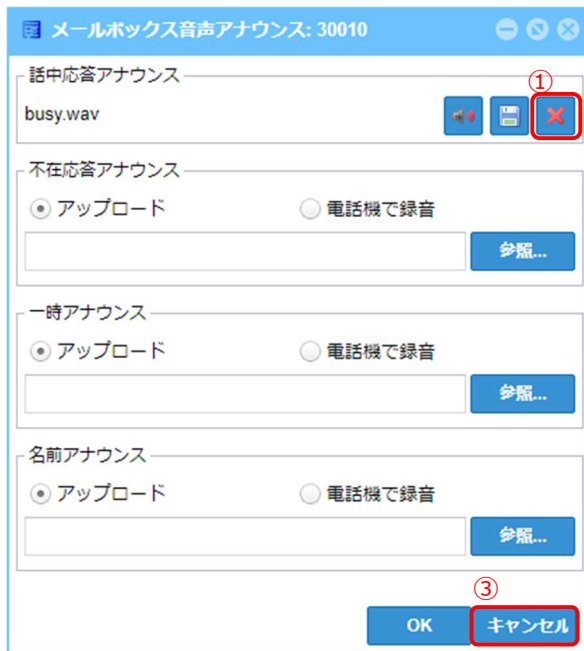 メールボックス音声アナウンス: 30010
話中応答アナウンス
①
busy.wav
不在応答アナウンス
アップロード 電話機で録音
参照...
一時アナウンス
アップロード 電話機で録音
参照...
名前アナウンス
アップロード 電話機で録音
参照...
③
OK キャンセル